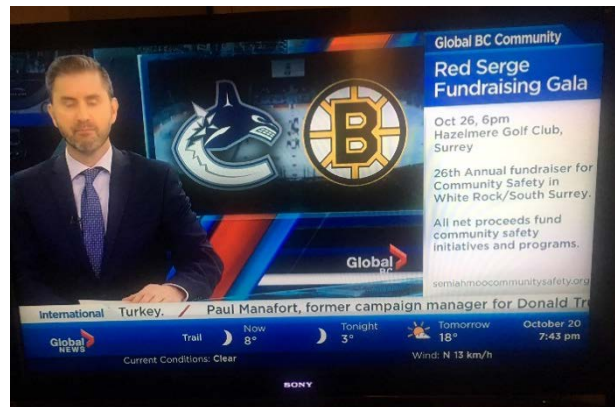 Global BC Community
Red Serge
Fundraising Gala
Oct 26, 6pm
Hazelmere Golf Club,
Surrey
26th Annual fundraiser for
Community Safety in
White Rock/South Surrey.
All net proceeds fund
community safety
initiatives and programs.
semiahmoocommunitysafety.org
B
Global
BC
International Turkey. / Paul Manafort, former campaign manager for Donald Tru
Global
NEWS
Trail
Now
8°
Tonight
3°
Tomorrow
18°
October 20
7:43 pm
Current Conditions: Clear
Wind: N 13 km/h
SONY